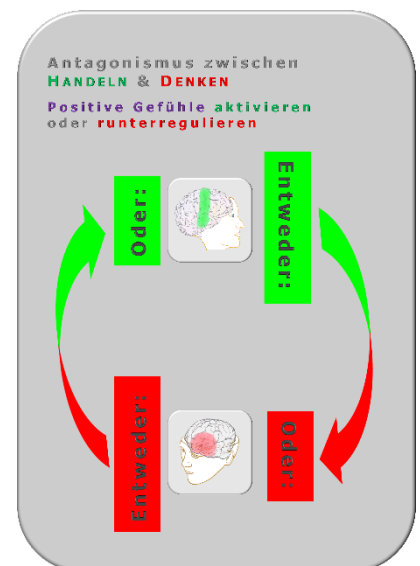 Antagonismus zwischen
HANDELN & DENKEN
Positive Gefühle aktivieren
oder runterregulieren
Oder:
Entweder:
Entweder:
Oder: